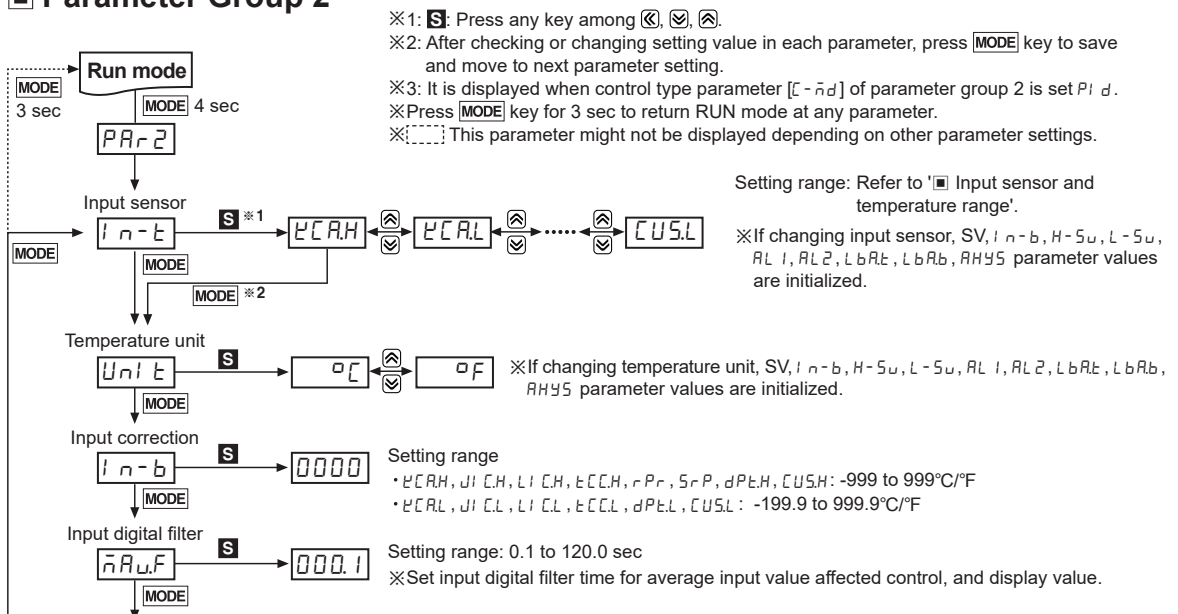 ▣ Parameter Group 2
※1: S: Press any key among ≪, ︾, ︽.
※2: After checking or changing setting value in each parameter, press MODE key to save
and move to next parameter setting.
※3: It is displayed when control type parameter [C-md] of parameter group 2 is set PId.
※Press MODE key for 3 sec to return RUN mode at any parameter.
※[ ] This parameter might not be displayed depending on other parameter settings.
Run mode
MODE
3 sec
MODE 4 sec
PAr2
Input sensor
In-t
S ※1
KCA.H
KCA.L
•••••
CUS.L
MODE
MODE
MODE ※2
Setting range: Refer to '▣ Input sensor and
temperature range'.
※If changing input sensor, SV, In-b, H-Sv, L-Sv,
AL1, AL2, LbA.t, LbA.b, AHYS parameter values
are initialized.
Temperature unit
UnIt
S
°C
°F
MODE
※If changing temperature unit, SV, In-b, H-Sv, L-Sv, AL1, AL2, LbA.t, LbA.b,
AHYS parameter values are initialized.
Input correction
In-b
S
0000
MODE
Setting range
•KCA.H, JIC.H, LIC.H, tCC.H, rPr, SrP, dPt.H, CUS.H: -999 to 999°C/°F
•KCA.L, JIC.L, LIC.L, tCC.L, dPt.L, CUS.L: -199.9 to 999.9°C/°F
Input digital filter
mAv.F
S
000.1
MODE
Setting range: 0.1 to 120.0 sec
※Set input digital filter time for average input value affected control, and display value.